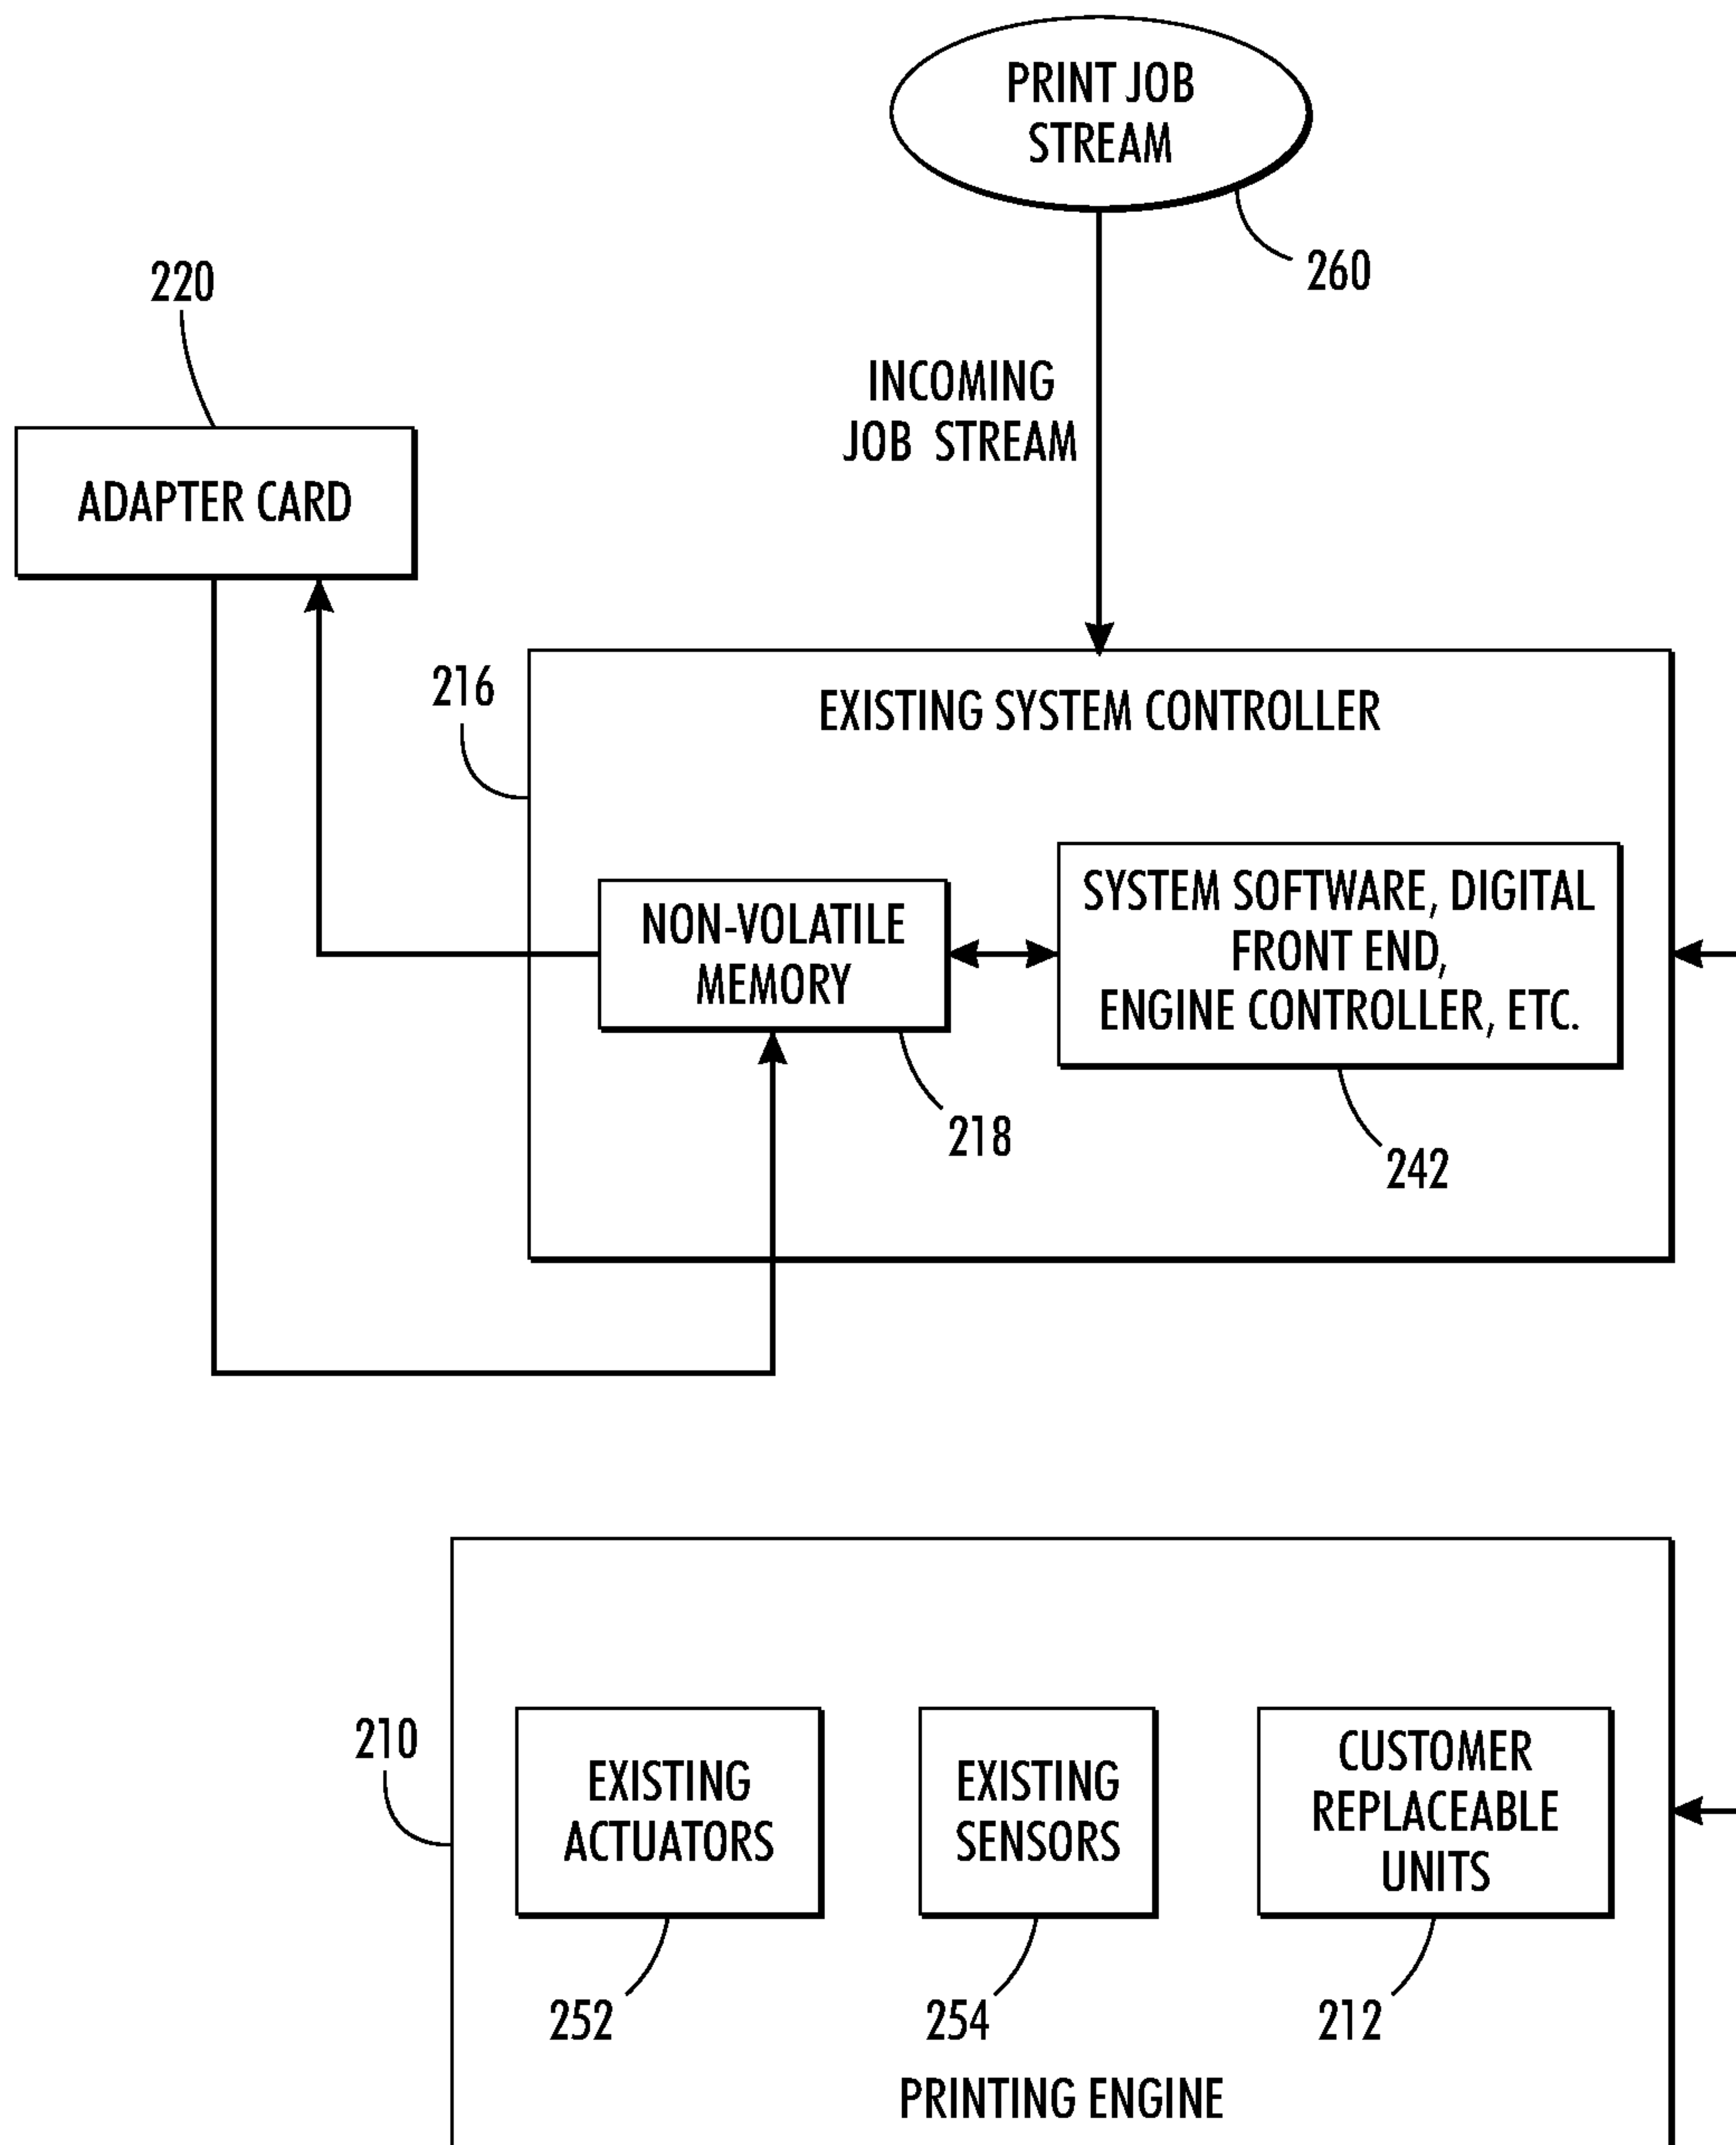 PRINT JOB
STREAM
260
220
INCOMING
JOB STREAM
ADAPTER CARD
216
EXISTING SYSTEM CONTROLLER
NON-VOLATILE
MEMORY
SYSTEM SOFTWARE, DIGITAL
FRONT END,
ENGINE CONTROLLER, ETC.
218
242
210
EXISTING
ACTUATORS
EXISTING
SENSORS
CUSTOMER
REPLACEABLE
UNITS
252
254
212
PRINTING ENGINE